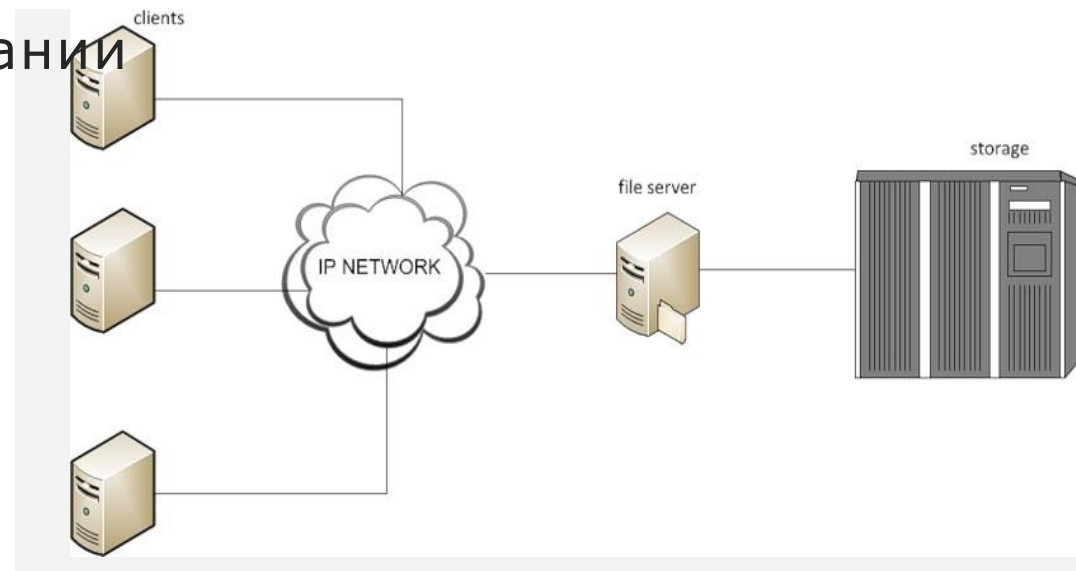 clients
ании
storage
file server
IP NETWORK